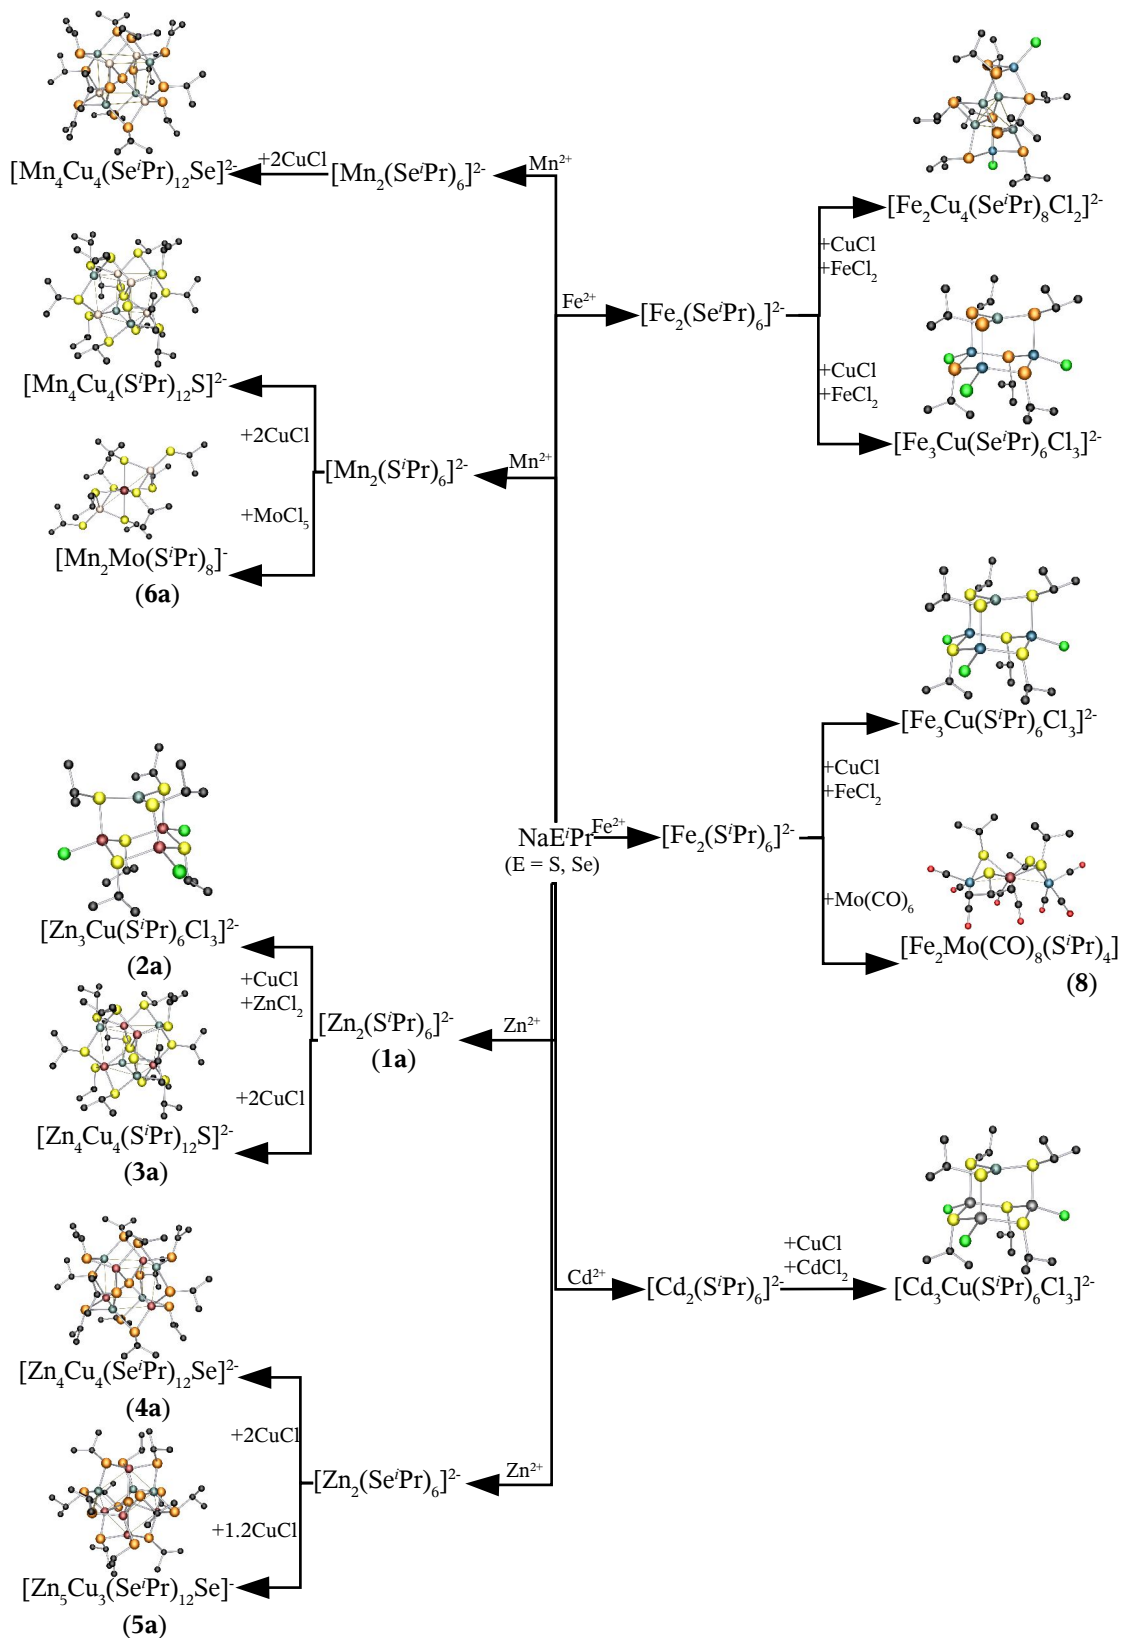 [Mn4Cu4(SeiPr)12Se]2-
+2CuCl
[Mn2(SeiPr)6]2-
Mn2+
[Mn4Cu4(SiPr)12S]2-
+2CuCl
[Mn2(SiPr)6]2-
Mn2+
+MoCl5
[Mn2Mo(SiPr)8]-
(6a)
[Fe2Cu4(SeiPr)8Cl2]2-
+CuCl
+FeCl2
Fe2+
[Fe2(SeiPr)6]2-
+CuCl
+FeCl2
[Fe3Cu(SeiPr)6Cl3]2-
[Fe3Cu(SiPr)6Cl3]2-
+CuCl
+FeCl2
NaEiPr
(E = S, Se)
Fe2+
[Fe2(SiPr)6]2-
+Mo(CO)6
[Fe2Mo(CO)8(SiPr)4]
(8)
[Zn3Cu(SiPr)6Cl3]2-
(2a)
+CuCl
+ZnCl2
[Zn2(SiPr)6]2-
(1a)
Zn2+
+2CuCl
[Zn4Cu4(SiPr)12S]2-
(3a)
Cd2+
[Cd2(SiPr)6]2-
+CuCl
+CdCl2
[Cd3Cu(SiPr)6Cl3]2-
[Zn4Cu4(SeiPr)12Se]2-
(4a)
+2CuCl
[Zn2(SeiPr)6]2-
Zn2+
+1.2CuCl
[Zn5Cu3(SeiPr)12Se]-
(5a)